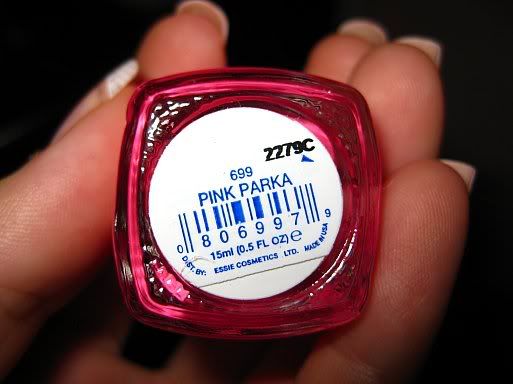 2279C
699
PINK PARKA
0 806997 9
15ml (0.5 FL OZ) e
DIST. BY: ESSIE COSMETICS LTD. MADE IN USA